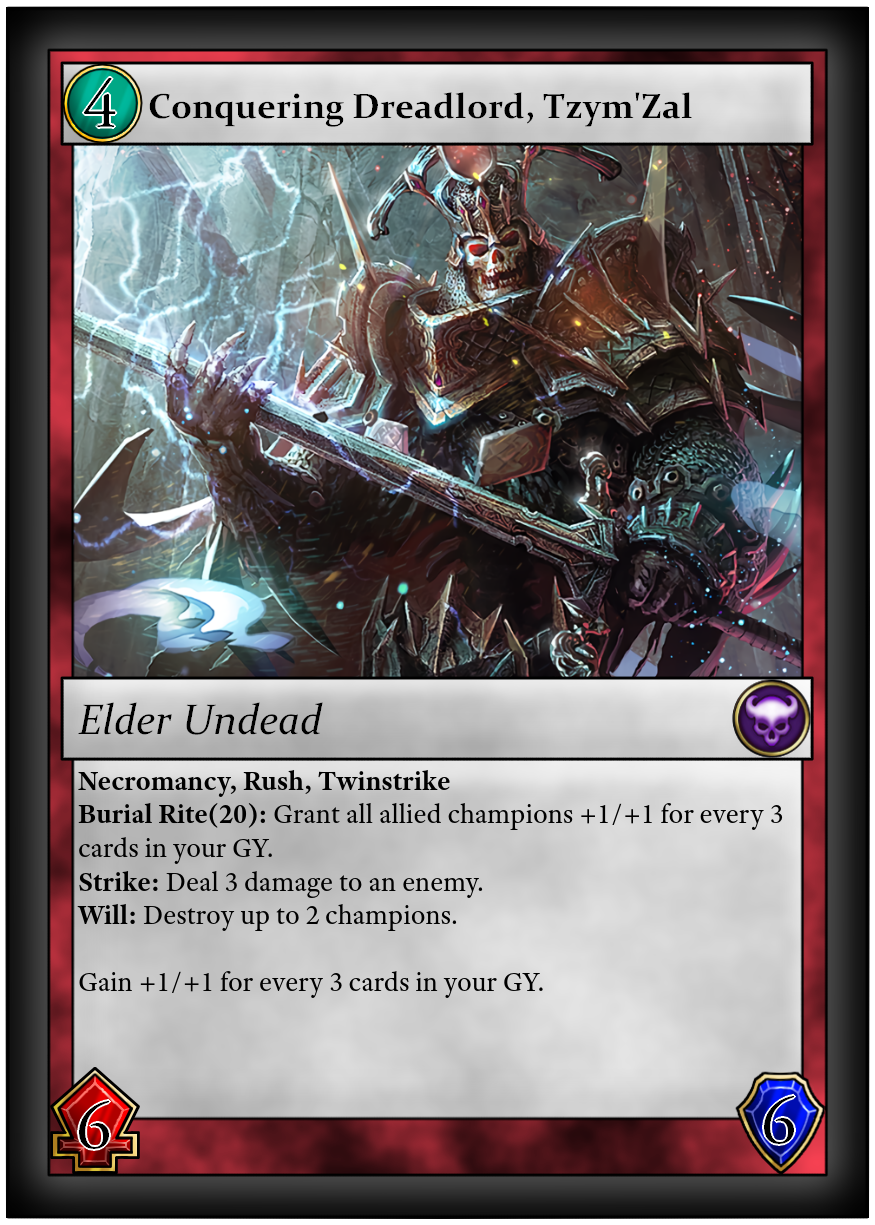 4 Conquering Dreadlord, Tzym'Zal
Elder Undead
Necromancy, Rush, Twinstrike
Burial Rite(20): Grant all allied champions +1/+1 for every 3
cards in your GY.
Strike: Deal 3 damage to an enemy.
Will: Destroy up to 2 champions.
Gain +1/+1 for every 3 cards in your GY.
6 6